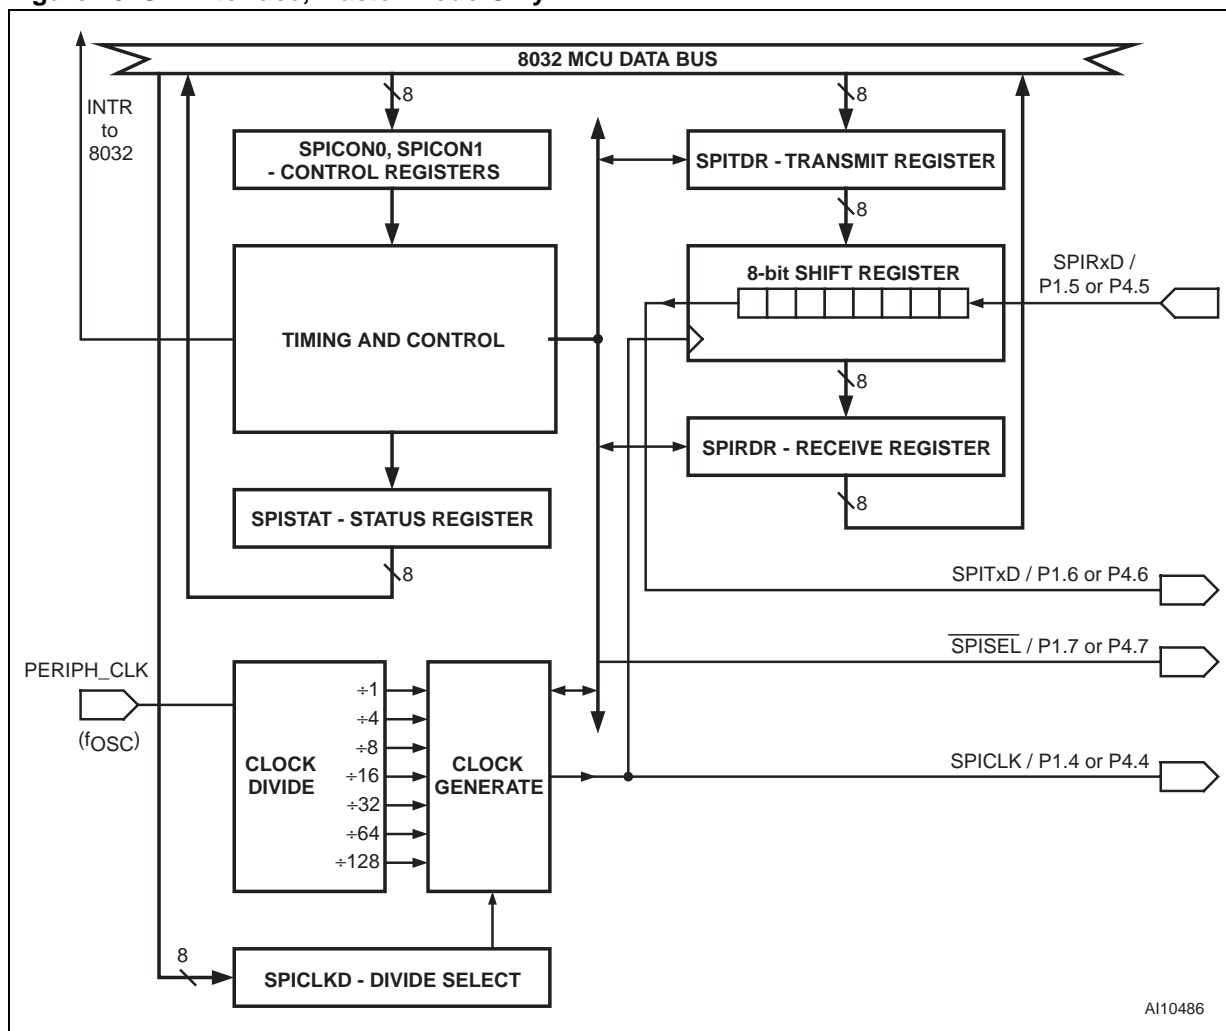 8032 MCU DATA BUS
INTR
to
8032
8
8
SPICON0, SPICON1
- CONTROL REGISTERS
SPITDR - TRANSMIT REGISTER
8
8-bit SHIFT REGISTER
SPIRxD /
P1.5 or P4.5
TIMING AND CONTROL
8
SPIRDR - RECEIVE REGISTER
8
SPISTAT - STATUS REGISTER
8
SPITxD / P1.6 or P4.6
SPISEL / P1.7 or P4.7
PERIPH_CLK
(fOSC)
CLOCK
DIVIDE
÷1
÷4
÷8
÷16
÷32
÷64
÷128
CLOCK
GENERATE
SPICLK / P1.4 or P4.4
8
SPICLKD - DIVIDE SELECT
AI10486